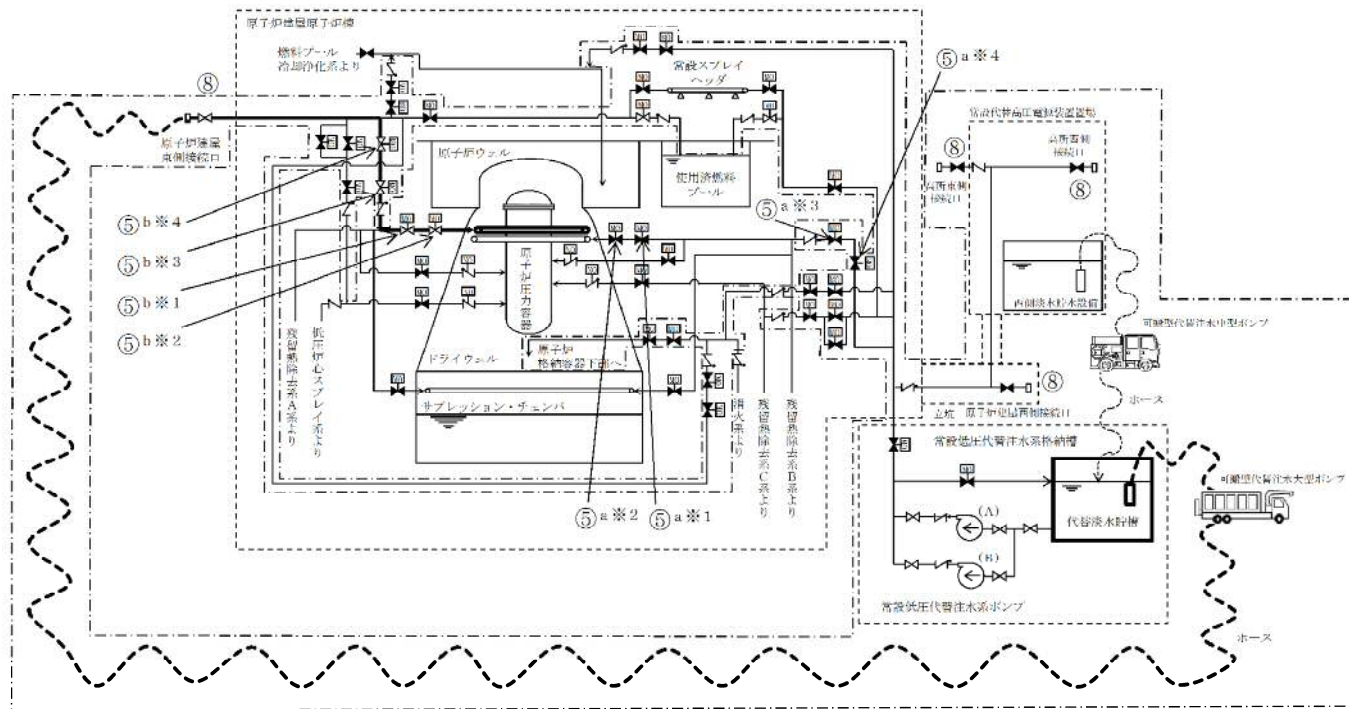 原子炉建屋原子炉棟
燃料プール
冷却浄化系より
⑧
原子炉建屋
東側接続口
常設スプレイ
ヘッダ
⑤a※4
常設代替高圧電源装置置場
高所西側
接続口
⑧
⑧
高所東側
接続口
原子炉ウェル
使用済燃料
プール
⑤b※4
⑤a※3
⑤b※3
⑤b※1
⑤b※2
原子炉圧力容器
西側淡水貯水設備
可搬型代替注水中型ポンプ
ホース
残留熱除去系A系より
低圧炉心スプレイ系より
ドライウェル
原子炉
格納容器下部へ
サプレッション・チェンバ
消火系より
残留熱除去系C系より
残留熱除去系B系より
⑧
立坑
原子炉建屋西側接続口
常設低圧代替注水系格納槽
可搬型代替注水大型ポンプ
⑤a※2
⑤a※1
(A)
代替淡水貯槽
(B)
常設低圧代替注水系ポンプ
ホース